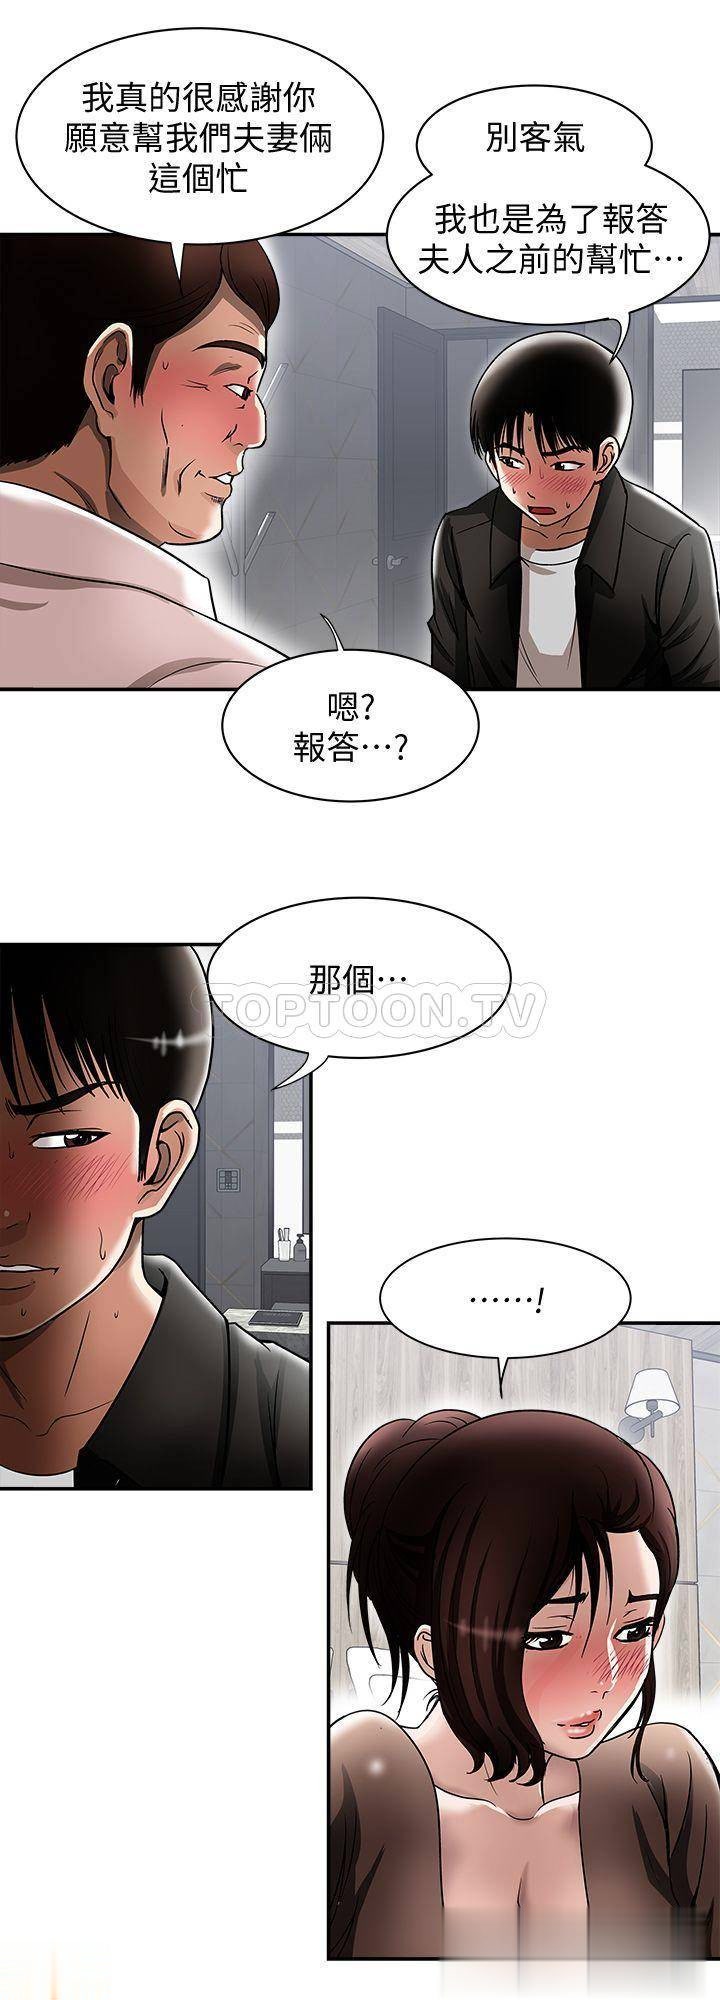 我真的很感謝你
願意幫我們夫妻倆
這個忙
別客氣
我也是為了報答
夫人之前的幫忙⋯
嗯?
報答⋯?
那個⋯
TOPTOON.TV
⋯⋯!